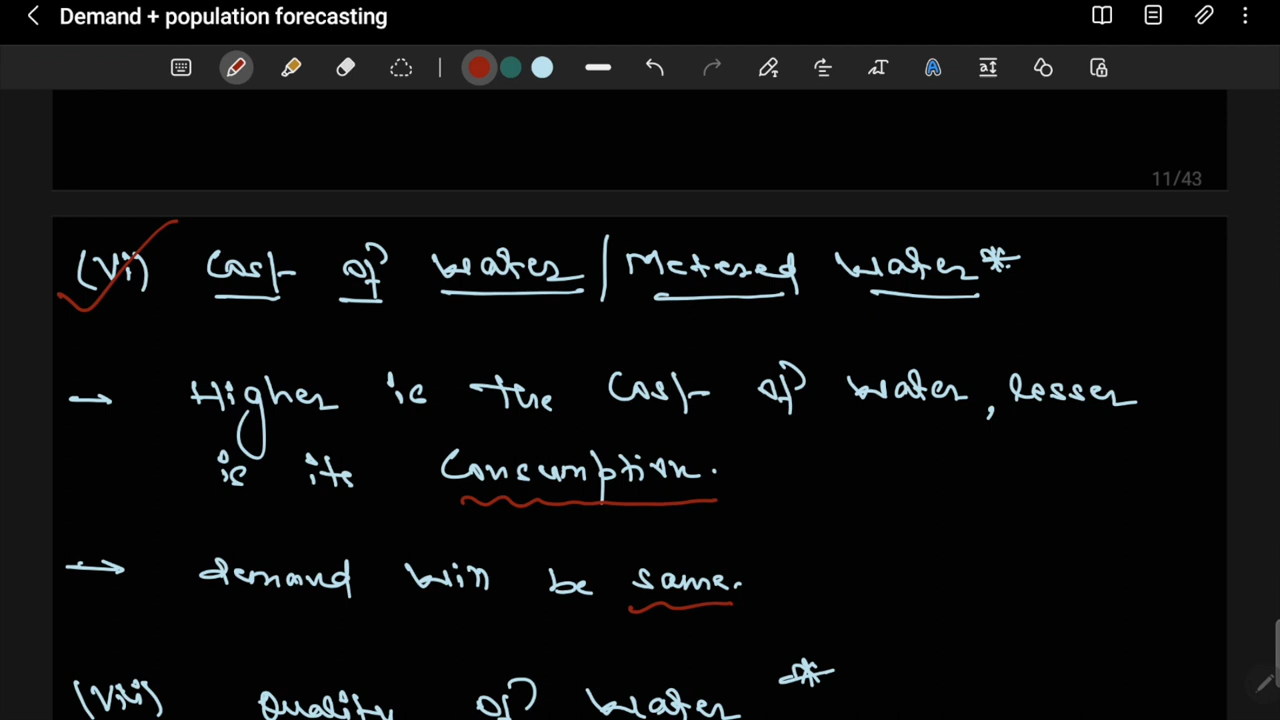 Demand + population forecasting
11/43
(vi) Cost of water / Metered water *
→ Higher is the cost of water, lesser
is its consumption.
→ demand will be same.
(vii) Quality of water *